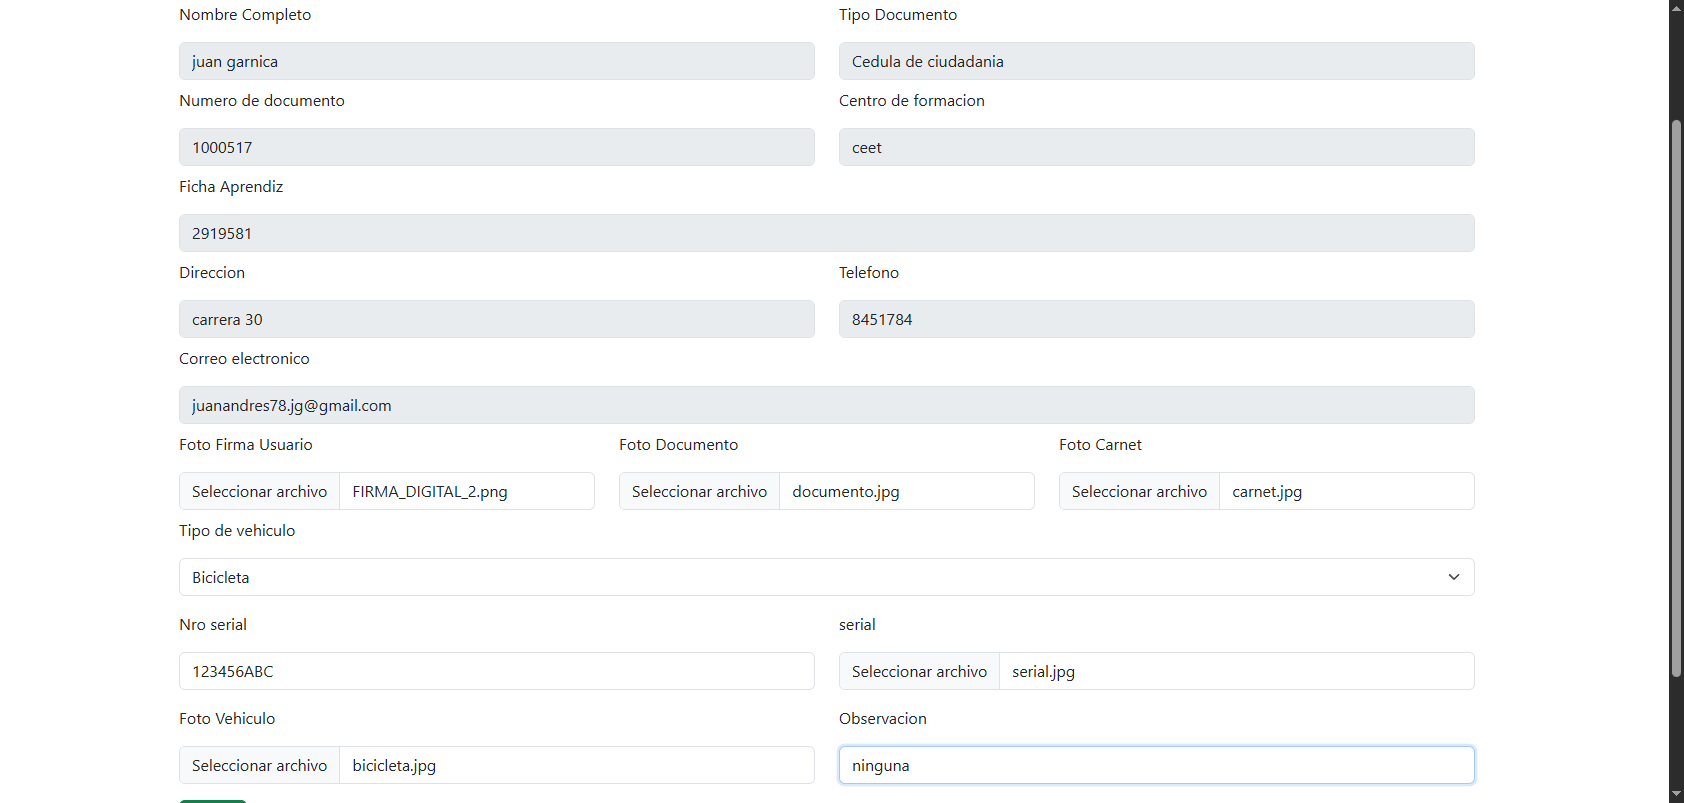 Nombre Completo Tipo Documento
juan garnica Cedula de ciudadania
Numero de documento Centro de formacion
1000517 ceet
Ficha Aprendiz
2919581
Direccion Telefono
carrera 30 8451784
Correo electronico
juanandres78.jg@gmail.com
Foto Firma Usuario Foto Documento Foto Carnet
Seleccionar archivo FIRMA_DIGITAL_2.png Seleccionar archivo documento.jpg Seleccionar archivo carnet.jpg
Tipo de vehiculo
Bicicleta
Nro serial serial
123456ABC Seleccionar archivo serial.jpg
Foto Vehiculo Observacion
Seleccionar archivo bicicleta.jpg ninguna